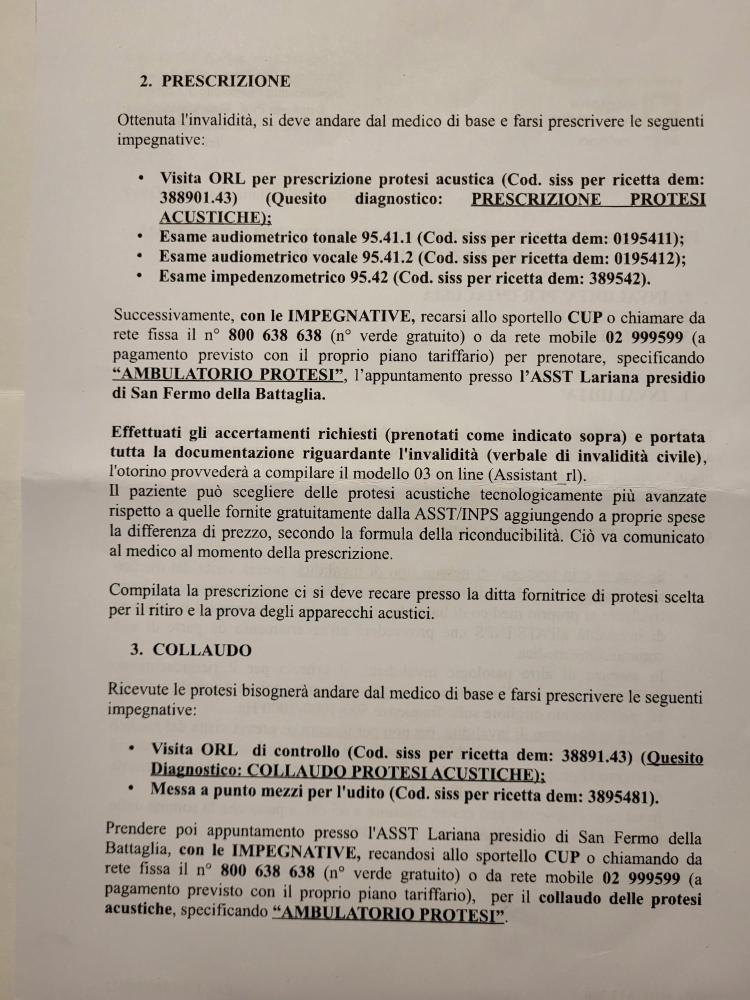 2. PRESCRIZIONE
Ottenuta l'invalidità, si deve andare dal medico di base e farsi prescrivere le seguenti
impegnative:
• Visita ORL per prescrizione protesi acustica (Cod. siss per ricetta dem:
388901.43) (Quesito diagnostico: PRESCRIZIONE PROTESI
ACUSTICHE);
• Esame audiometrico tonale 95.41.1 (Cod. siss per ricetta dem: 0195411);
• Esame audiometrico vocale 95.41.2 (Cod. siss per ricetta dem: 0195412);
• Esame impedenzometrico 95.42 (Cod. siss per ricetta dem: 389542).
Successivamente, con le IMPEGNATIVE, recarsi allo sportello CUP o chiamare da
rete fissa il n° 800 638 638 (n° verde gratuito) o da rete mobile 02 999599 (a
pagamento previsto con il proprio piano tariffario) per prenotare, specificando
“AMBULATORIO PROTESI”, l’appuntamento presso l’ASST Lariana presidio
di San Fermo della Battaglia.
Effettuati gli accertamenti richiesti (prenotati come indicato sopra) e portata
tutta la documentazione riguardante l'invalidità (verbale di invalidità civile),
l'otorino provvederà a compilare il modello 03 on line (Assistant_rl).
Il paziente può scegliere delle protesi acustiche tecnologicamente più avanzate
rispetto a quelle fornite gratuitamente dalla ASST/INPS aggiungendo a proprie spese
la differenza di prezzo, secondo la formula della riconducibilità. Ciò va comunicato
al medico al momento della prescrizione.
Compilata la prescrizione ci si deve recare presso la ditta fornitrice di protesi scelta
per il ritiro e la prova degli apparecchi acustici.
3. COLLAUDO
Ricevute le protesi bisognerà andare dal medico di base e farsi prescrivere le seguenti
impegnative:
• Visita ORL di controllo (Cod. siss per ricetta dem: 38891.43) (Quesito
Diagnostico: COLLAUDO PROTESI ACUSTICHE);
• Messa a punto mezzi per l'udito (Cod. siss per ricetta dem: 3895481).
Prendere poi appuntamento presso l'ASST Lariana presidio di San Fermo della
Battaglia, con le IMPEGNATIVE, recandosi allo sportello CUP o chiamando da
rete fissa il n° 800 638 638 (n° verde gratuito) o da rete mobile 02 999599 (a
pagamento previsto con il proprio piano tariffario), per il collaudo delle protesi
acustiche, specificando “AMBULATORIO PROTESI”.